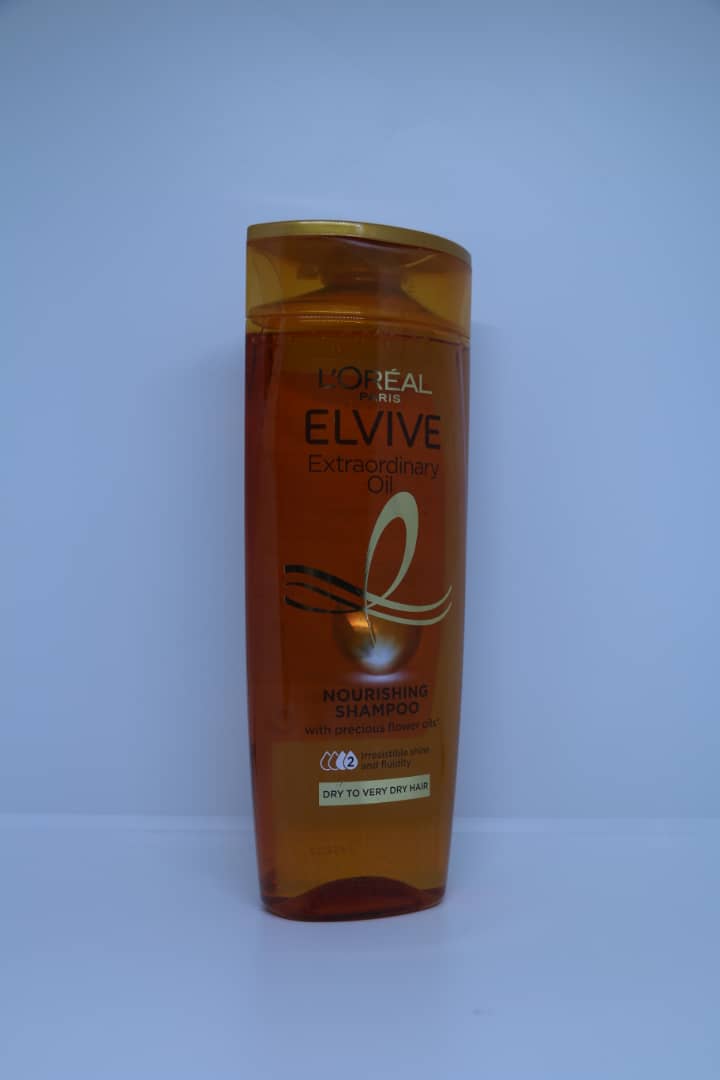 L'ORÉAL
PARIS
ELVIVE
Extraordinary
Oil
NOURISHING
SHAMPOO
with precious flower oils*
2 Irresistible shine
and fluidity
DRY TO VERY DRY HAIR